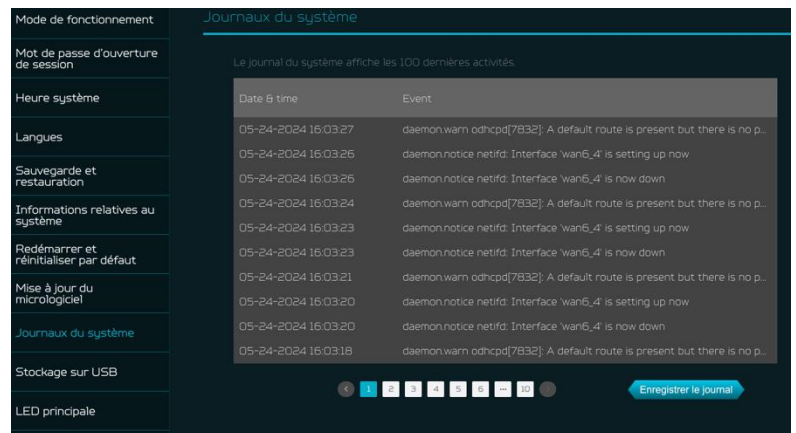 Mode de fonctionnement
Mot de passe d'ouverture
de session
Heure système
Langues
Sauvegarde et
restauration
Informations relatives au
système
Redémarrer et
réinitialiser par défaut
Mise à jour du
micrologiciel
Journaux du système
Stockage sur USB
LED principale
Journaux du système
Le journal du système affiche les 100 dernières activités.
Date & time Event
05-24-2024 16:03:27 daemon.warn odhcpd[7832]: A default route is present but there is no p...
05-24-2024 16:03:26 daemon.notice netifd: Interface 'wan6_4' is setting up now
05-24-2024 16:03:26 daemon.notice netifd: Interface 'wan6_4' is now down
05-24-2024 16:03:24 daemon.warn odhcpd[7832]: A default route is present but there is no p...
05-24-2024 16:03:23 daemon.notice netifd: Interface 'wan6_4' is setting up now
05-24-2024 16:03:23 daemon.notice netifd: Interface 'wan6_4' is now down
05-24-2024 16:03:21 daemon.warn odhcpd[7832]: A default route is present but there is no p...
05-24-2024 16:03:20 daemon.notice netifd: Interface 'wan6_4' is setting up now
05-24-2024 16:03:20 daemon.notice netifd: Interface 'wan6_4' is now down
05-24-2024 16:03:18 daemon.warn odhcpd[7832]: A default route is present but there is no p...
< 1 2 3 4 5 6 ... 10 >
Enregistrer le journal